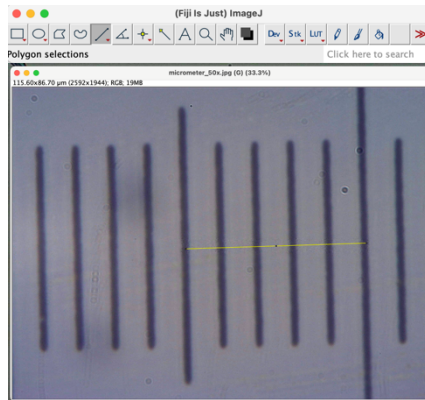 (Fiji Is Just) ImageJ
Dev Stk LUT
Polygon selections
Click here to search
micrometer_50x.jpg (G) (33.3%)
115.60x86.70 µm (2592x1944); RGB; 19MB